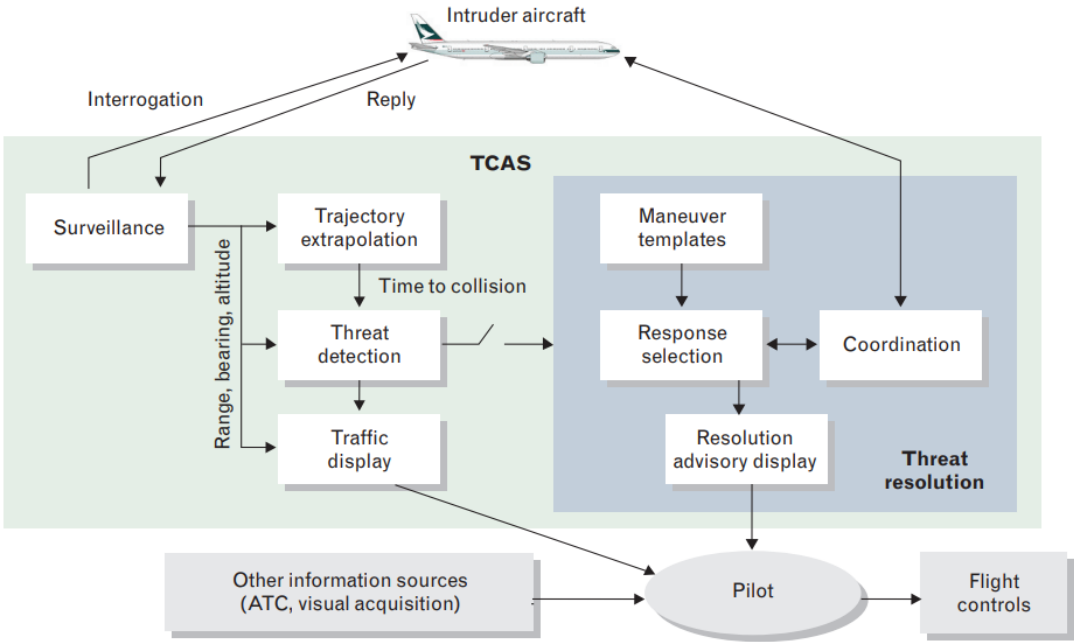 Intruder aircraft
Interrogation
Reply
TCAS
Surveillance
Trajectory
extrapolation
Maneuver
templates
Range, bearing, altitude
Time to collision
Threat
detection
Response
selection
Coordination
Traffic
display
Resolution
advisory display
Threat
resolution
Other information sources
(ATC, visual acquisition)
Pilot
Flight
controls